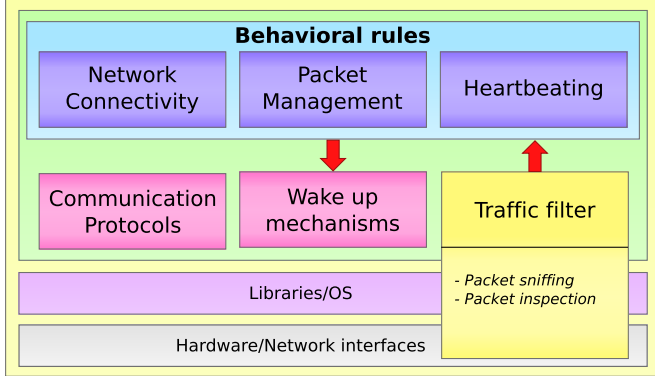 Behavioral rules
Network
Connectivity
Packet
Management
Heartbeating
Communication
Protocols
Wake up
mechanisms
Traffic filter
- Packet sniffing
- Packet inspection
Libraries/OS
Hardware/Network interfaces